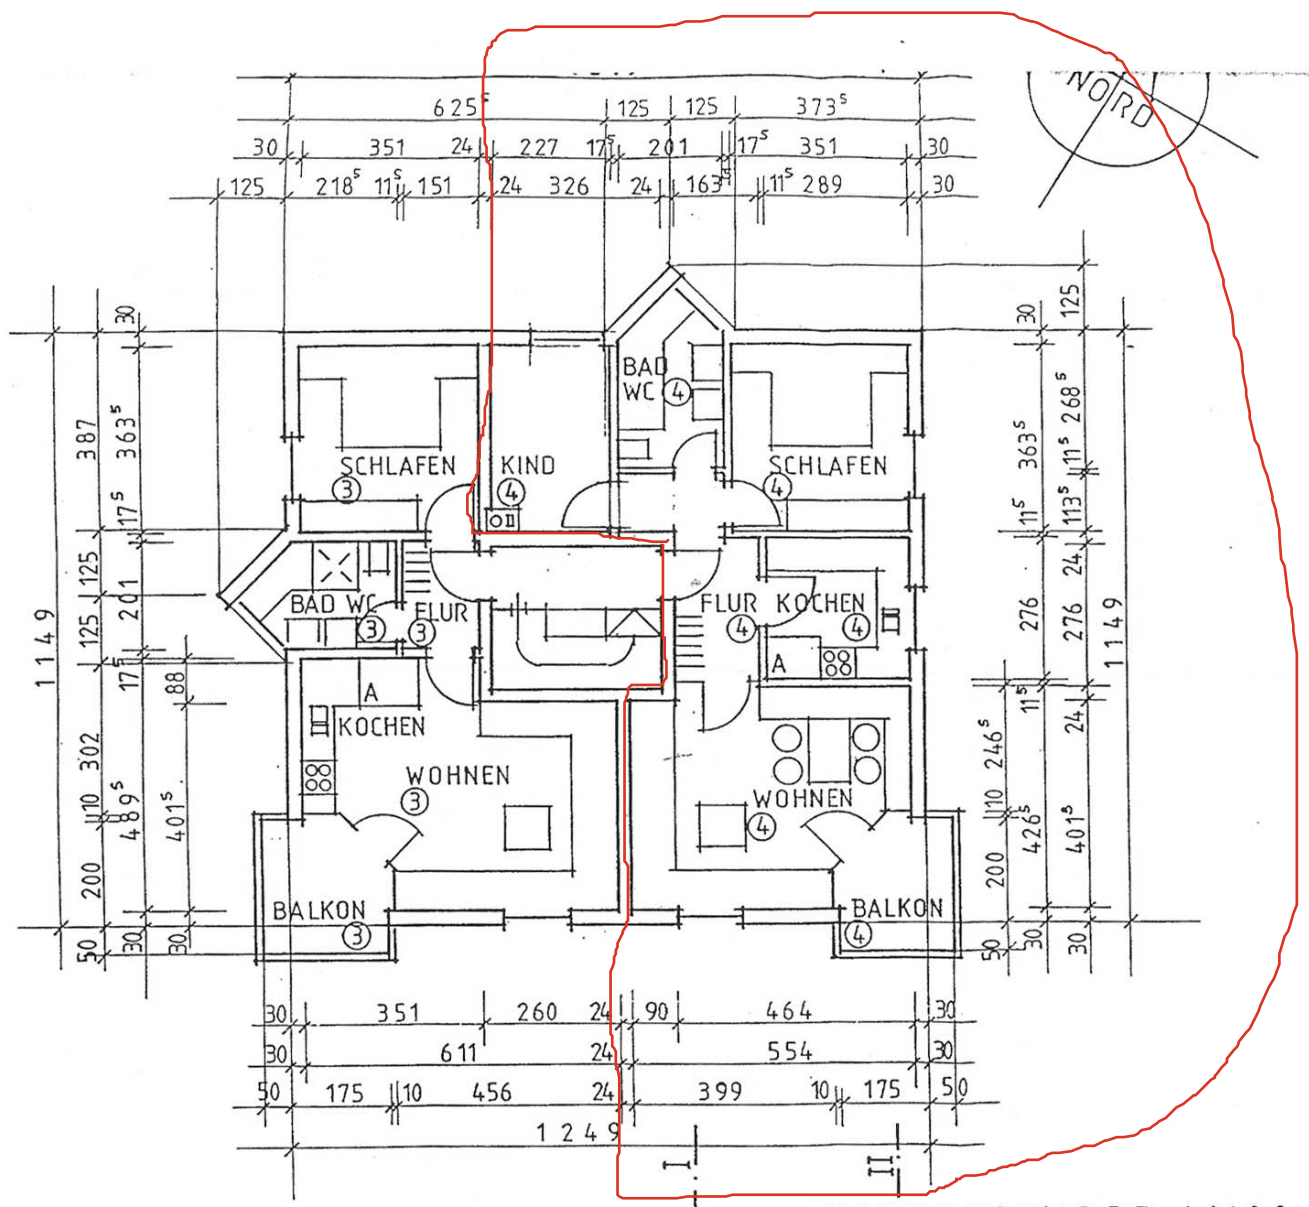 NORD
625⁵ 125 125 373⁵
30 351 24 227 17⁵ 201 17⁵ 351 30
125 218⁵ 11⁵ 151 24 326 24 163⁵ 11⁵ 289 30
30 30 125
BAD
WC 4
387 363⁵ 363⁵ 11⁵ 268⁵
SCHLAFEN KIND SCHLAFEN
3 4 4
17⁵ 11⁵ 113⁵
125 201 24
BAD WC FLUR FLUR KOCHEN
3 3 4 4
1149 125 276 276 1149
17⁵ 88 A A
KOCHEN 11⁵ 24
302 246⁵
WOHNEN WOHNEN
3 4
10 489⁵ 401⁵ 10 426⁵ 401⁵
200 200
BALKON BALKON
3 4
50 30 30 50 30 30
30 351 260 24 90 464 30
30 611 24 554 30
50 175 10 456 24 399 10 175 50
1249
I II